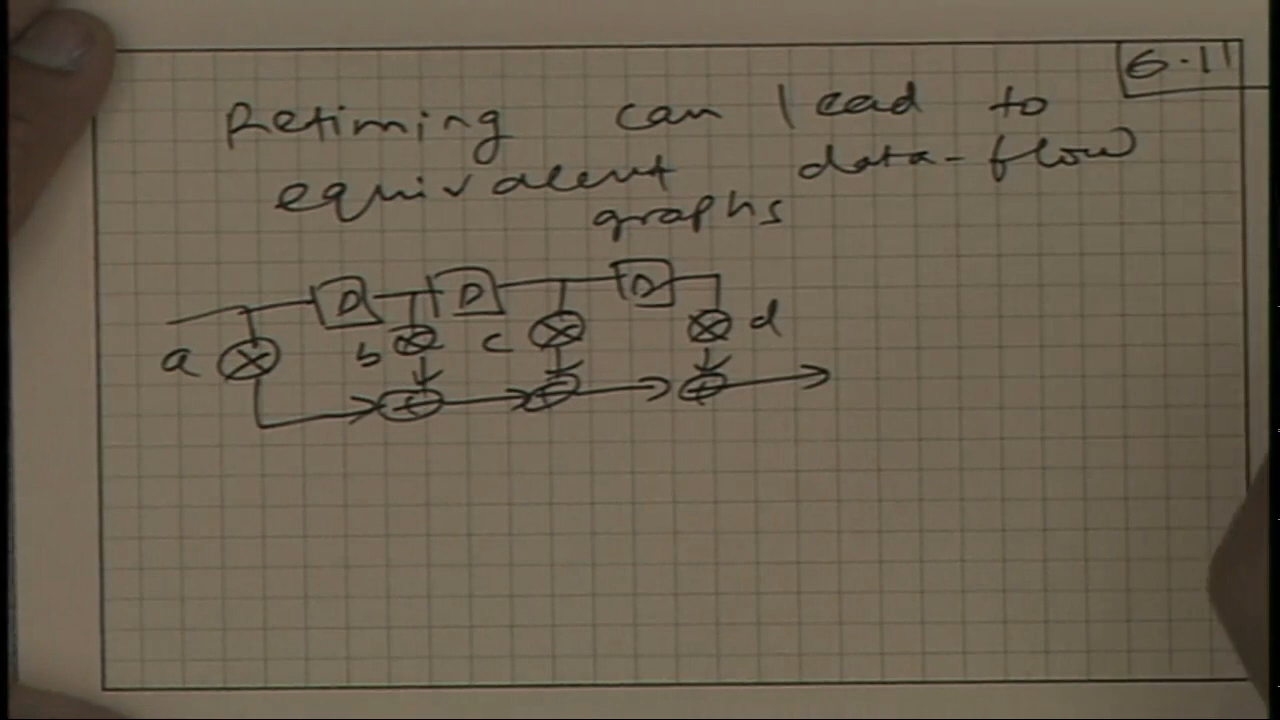 6.11
Retiming can lead to
equivalent data-flow
graphs
D D D
a b c d